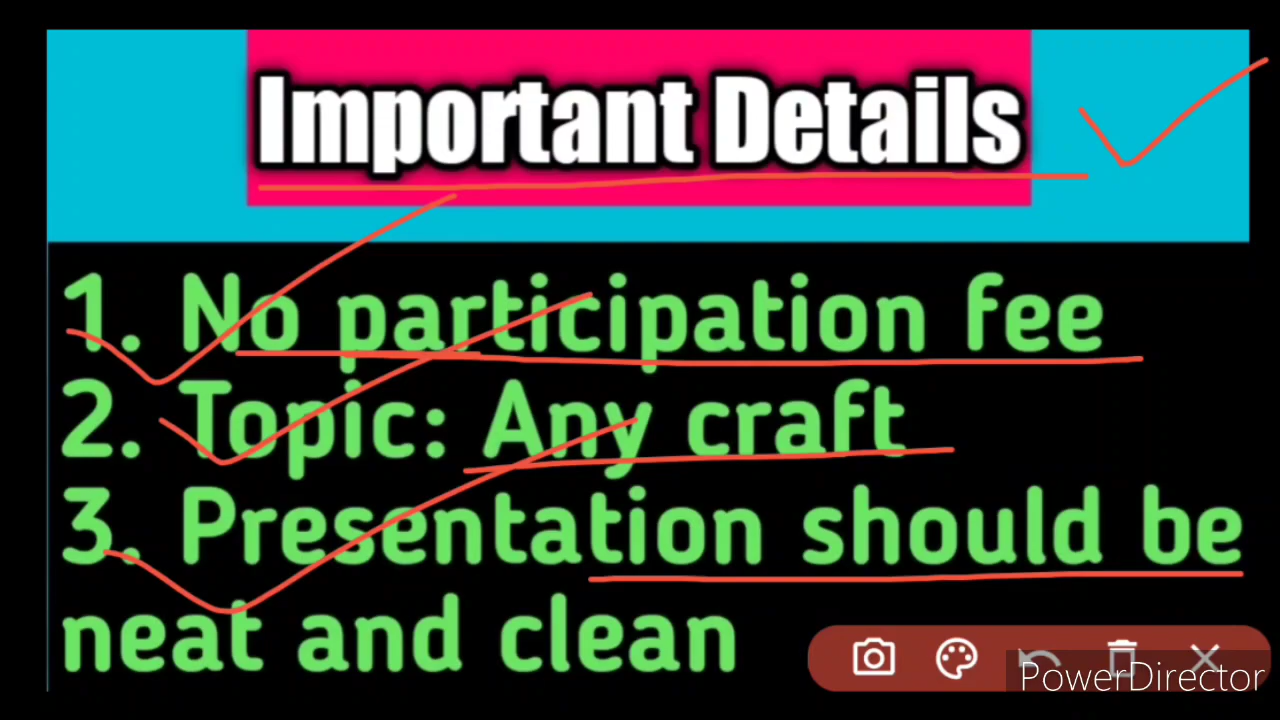 Important Details
1. No participation fee
2. Topic: Any craft
3. Presentation should be
neat and clean
PowerDirector